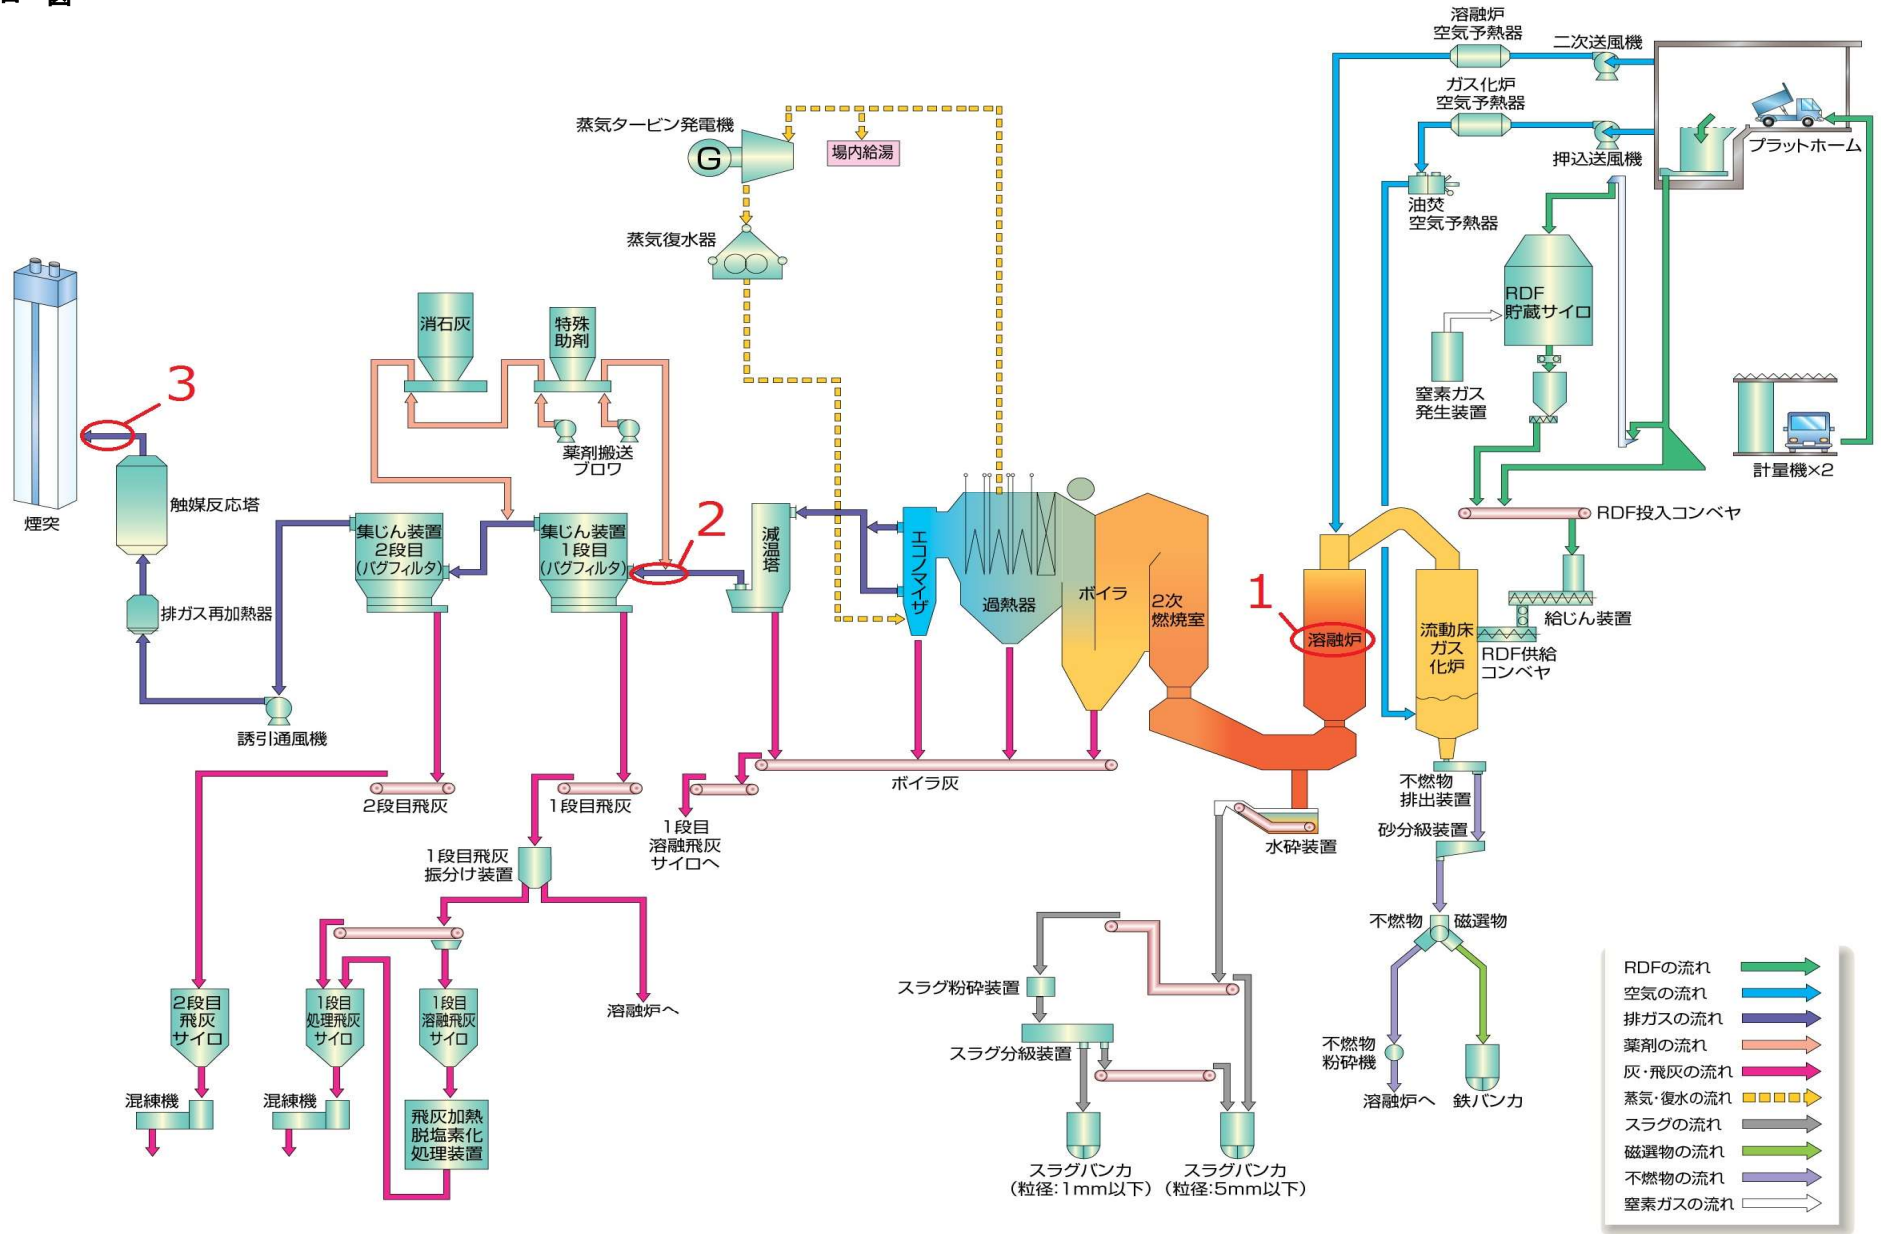 溶融炉
空気予熱器
二次送風機
ガス化炉
空気予熱器
押込送風機
プラットホーム
油焚
空気予熱器
蒸気タービン発電機
G
場内給湯
蒸気復水器
RDF
貯蔵サイロ
窒素ガス
発生装置
計量機×2
消石灰
特殊
助剤
薬剤搬送
ブロワ
3
煙突
触媒反応塔
排ガス再加熱器
誘引通風機
集じん装置
2段目
(バグフィルタ)
集じん装置
1段目
(バグフィルタ)
2
減温塔
エコノマイザ
過熱器
ボイラ
2次
燃焼室
1
溶融炉
流動床
ガス
化炉
RDF投入コンベヤ
給じん装置
RDF供給
コンベヤ
2段目飛灰
1段目飛灰
ボイラ灰
1段目
溶融飛灰
サイロへ
水砕装置
不燃物
排出装置
砂分級装置
不燃物
磁選物
1段目飛灰
振分け装置
溶融炉へ
2段目
飛灰
サイロ
1段目
処理飛灰
サイロ
1段目
溶融飛灰
サイロ
混練機
混練機
飛灰加熱
脱塩素化
処理装置
スラグ粉砕装置
スラグ分級装置
スラグバンカ
(粒径:1mm以下)
スラグバンカ
(粒径:5mm以下)
不燃物
粉砕機
溶融炉へ
鉄バンカ
RDFの流れ
空気の流れ
排ガスの流れ
薬剤の流れ
灰・飛灰の流れ
蒸気・復水の流れ
スラグの流れ
磁選物の流れ
不燃物の流れ
窒素ガスの流れ